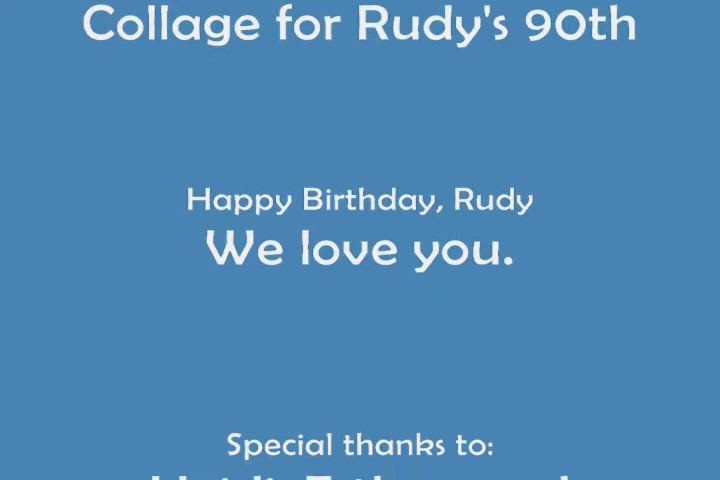 Collage for Rudy's 90th
Happy Birthday, Rudy
We love you.
Special thanks to: